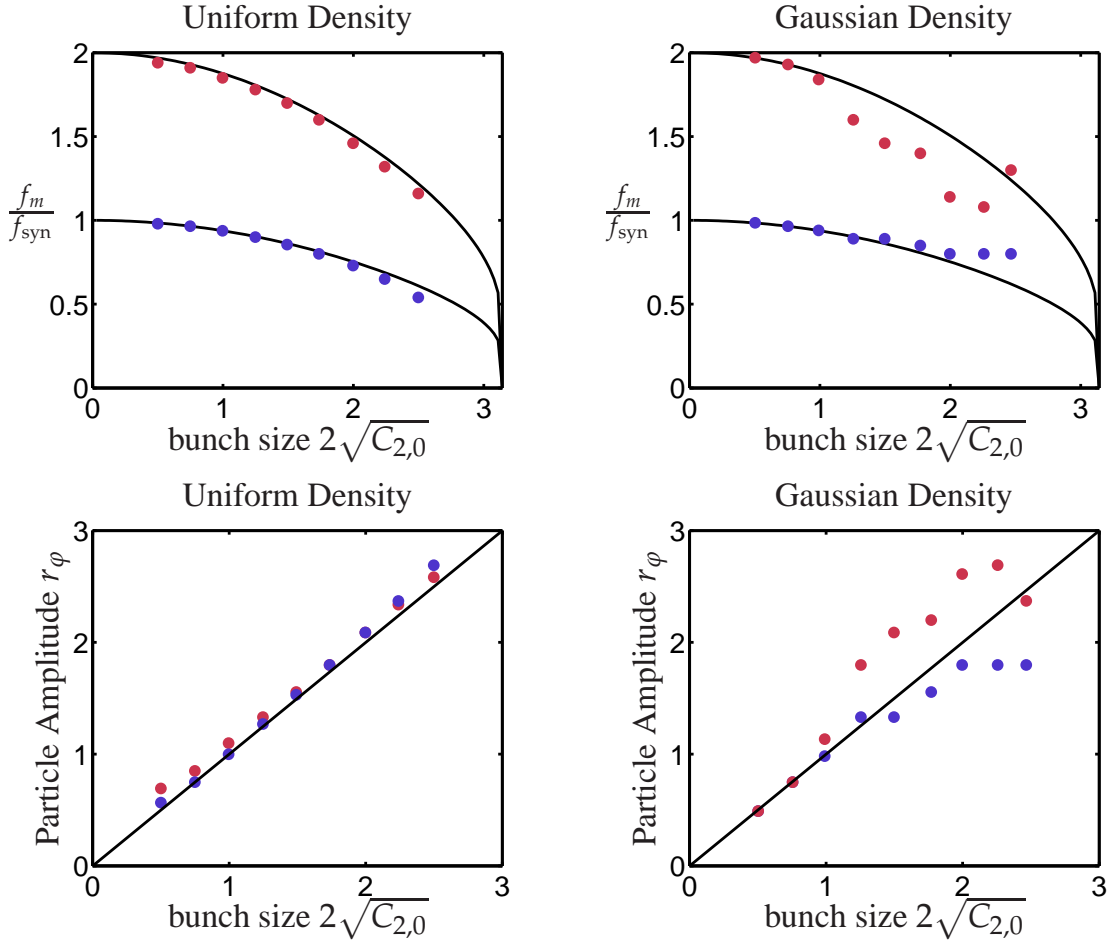 Uniform Density
2
1.5
1
0.5
0
0 1 2 3
f_m / f_syn
bunch size 2√C_{2,0}
Gaussian Density
2
1.5
1
0.5
0
0 1 2 3
f_m / f_syn
bunch size 2√C_{2,0}
Uniform Density
3
2
1
0
0 1 2 3
Particle Amplitude r_φ
bunch size 2√C_{2,0}
Gaussian Density
3
2
1
0
0 1 2 3
Particle Amplitude r_φ
bunch size 2√C_{2,0}